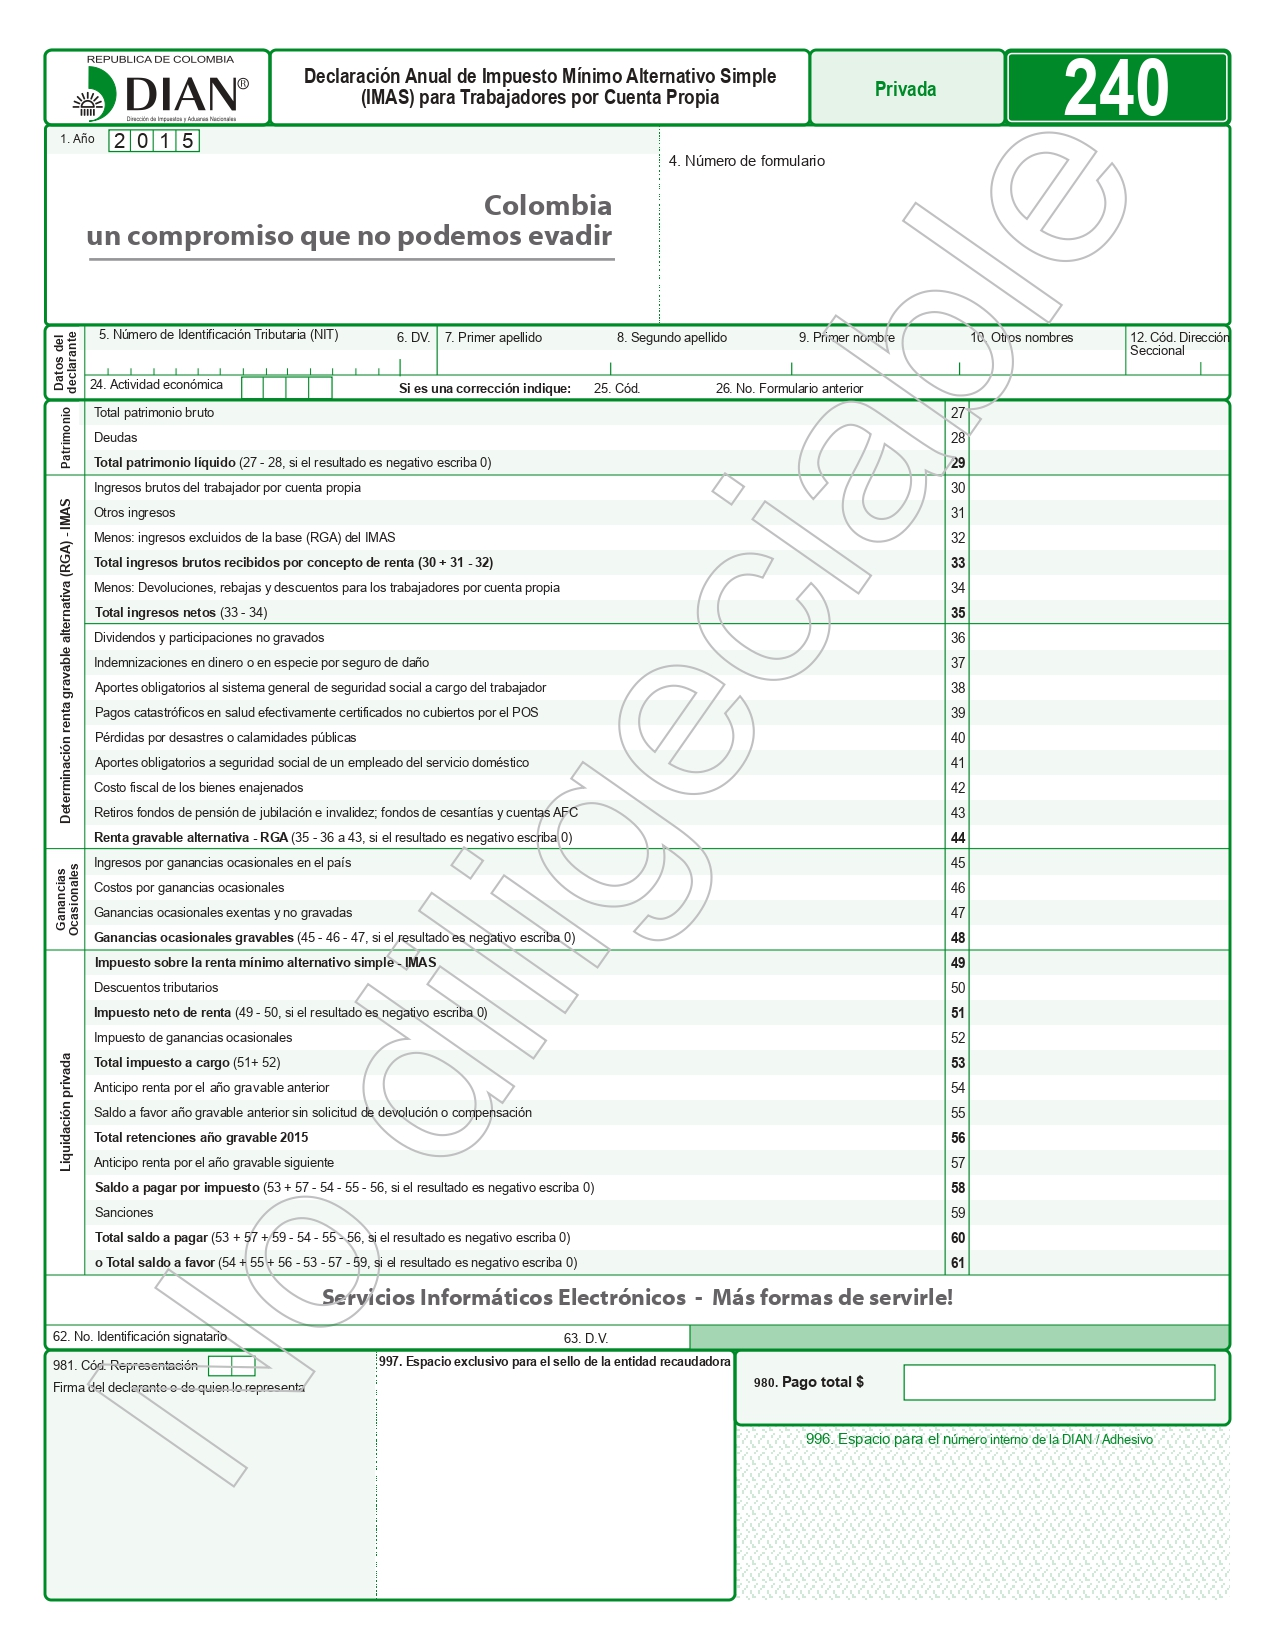 REPUBLICA DE COLOMBIA
DIAN®
Dirección de Impuestos y Aduanas Nacionales
Declaración Anual de Impuesto Mínimo Alternativo Simple
(IMAS) para Trabajadores por Cuenta Propia
Privada
240
1. Año 2015
4. Número de formulario
Colombia
un compromiso que no podemos evadir
Datos del declarante
5. Número de Identificación Tributaria (NIT) 6. DV. 7. Primer apellido 8. Segundo apellido 9. Primer nombre 10. Otros nombres 12. Cód. Dirección
Seccional
24. Actividad económica Si es una corrección indique: 25. Cód. 26. No. Formulario anterior
Patrimonio
Total patrimonio bruto 27
Deudas 28
Total patrimonio líquido (27 - 28, si el resultado es negativo escriba 0) 29
Determinación renta gravable alternativa (RGA) - IMAS
Ingresos brutos del trabajador por cuenta propia 30
Otros ingresos 31
Menos: ingresos excluidos de la base (RGA) del IMAS 32
Total ingresos brutos recibidos por concepto de renta (30 + 31 - 32) 33
Menos: Devoluciones, rebajas y descuentos para los trabajadores por cuenta propia 34
Total ingresos netos (33 - 34) 35
Dividendos y participaciones no gravados 36
Indemnizaciones en dinero o en especie por seguro de daño 37
Aportes obligatorios al sistema general de seguridad social a cargo del trabajador 38
Pagos catastróficos en salud efectivamente certificados no cubiertos por el POS 39
Pérdidas por desastres o calamidades públicas 40
Aportes obligatorios a seguridad social de un empleado del servicio doméstico 41
Costo fiscal de los bienes enajenados 42
Retiros fondos de pensión de jubilación e invalidez; fondos de cesantías y cuentas AFC 43
Renta gravable alternativa - RGA (35 - 36 a 43, si el resultado es negativo escriba 0) 44
Ganancias Ocasionales
Ingresos por ganancias ocasionales en el país 45
Costos por ganancias ocasionales 46
Ganancias ocasionales exentas y no gravadas 47
Ganancias ocasionales gravables (45 - 46 - 47, si el resultado es negativo escriba 0) 48
Liquidación privada
Impuesto sobre la renta mínimo alternativo simple - IMAS 49
Descuentos tributarios 50
Impuesto neto de renta (49 - 50, si el resultado es negativo escriba 0) 51
Impuesto de ganancias ocasionales 52
Total impuesto a cargo (51+ 52) 53
Anticipo renta por el año gravable anterior 54
Saldo a favor año gravable anterior sin solicitud de devolución o compensación 55
Total retenciones año gravable 2015 56
Anticipo renta por el año gravable siguiente 57
Saldo a pagar por impuesto (53 + 57 - 54 - 55 - 56, si el resultado es negativo escriba 0) 58
Sanciones 59
Total saldo a pagar (53 + 57 + 59 - 54 - 55 - 56, si el resultado es negativo escriba 0) 60
o Total saldo a favor (54 + 55 + 56 - 53 - 57 - 59, si el resultado es negativo escriba 0) 61
Servicios Informáticos Electrónicos - Más formas de servirle!
62. No. Identificación signatario 63. D.V.
981. Cód. Representación
Firma del declarante o de quien lo representa
997. Espacio exclusivo para el sello de la entidad recaudadora
980. Pago total $
996. Espacio para el número interno de la DIAN / Adhesivo
No diligeciable